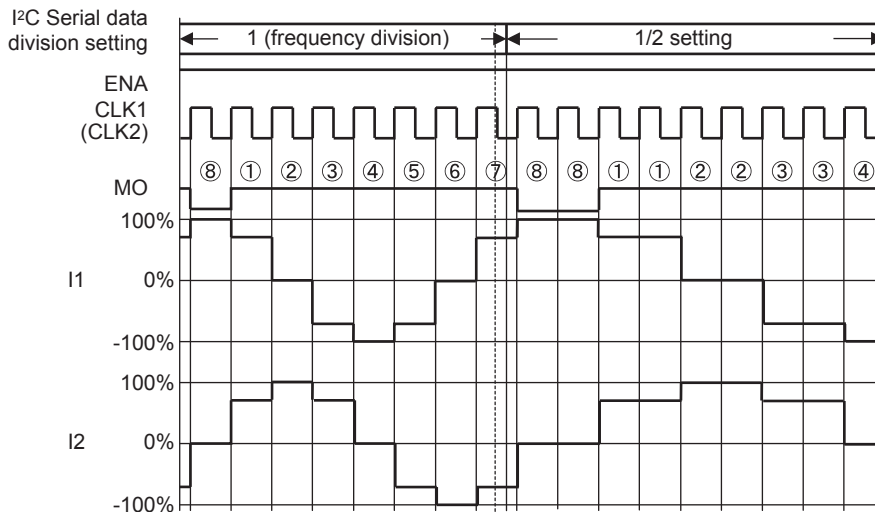 I²C Serial data
division setting
1 (frequency division)
1/2 setting
ENA
CLK1
(CLK2)
⑧ ① ② ③ ④ ⑤ ⑥ ⑦ ⑧ ⑧ ① ① ② ② ③ ③ ④
MO
100%
I1 0%
-100%
100%
I2 0%
-100%